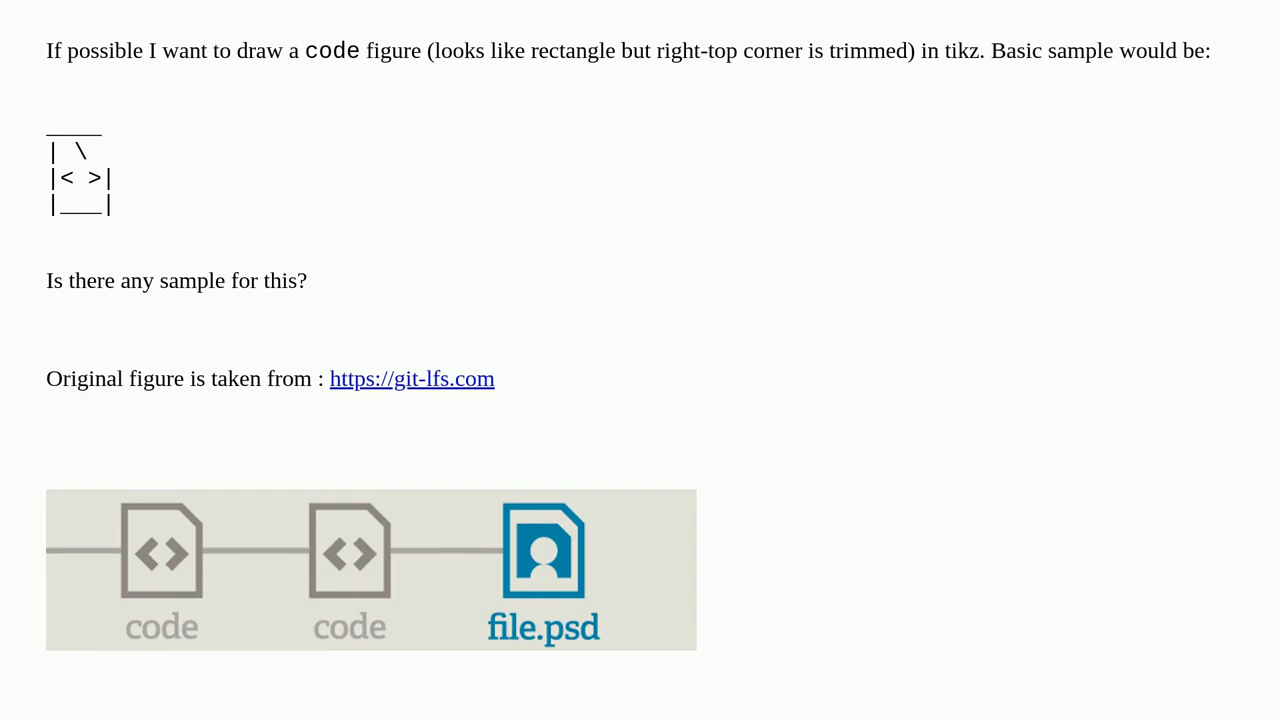 If possible I want to draw a code figure (looks like rectangle but right-top corner is trimmed) in tikz. Basic sample would be:
____
| \
|< >|
|___|
Is there any sample for this?
Original figure is taken from : https://git-lfs.com
code code file.psd